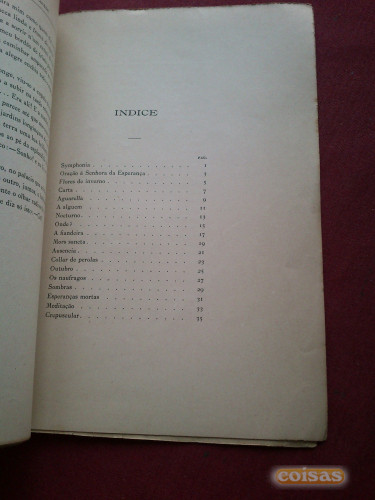 INDICE
PAG.
Symphonia 1
Oração á Senhora da Esperança 3
Flores de inverno 5
Carta 7
Aguarella 9
A alguem 11
Nocturno 13
Onde? 15
A fiandeira 17
Mare sancta 19
Ausencia 21
Collar de perolas 23
Outubro 25
Os naufragos 27
Sombras 29
Esperanças mortas 31
Meditação 33
Crepuscular 35
coisas